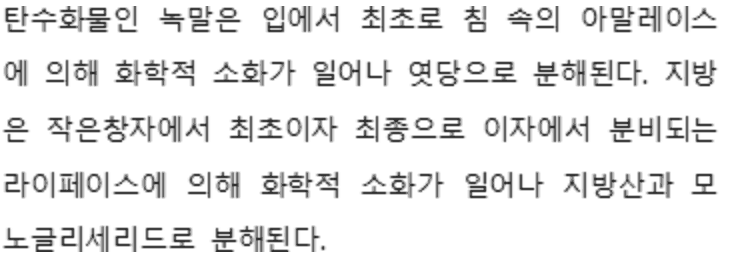 탄수화물인 녹말은 입에서 최초로 침 속의 아말레이스
에 의해 화학적 소화가 일어나 엿당으로 분해된다. 지방
은 작은창자에서 최초이자 최종으로 이자에서 분비되는
라이페이스에 의해 화학적 소화가 일어나 지방산과 모
노글리세리드로 분해된다.